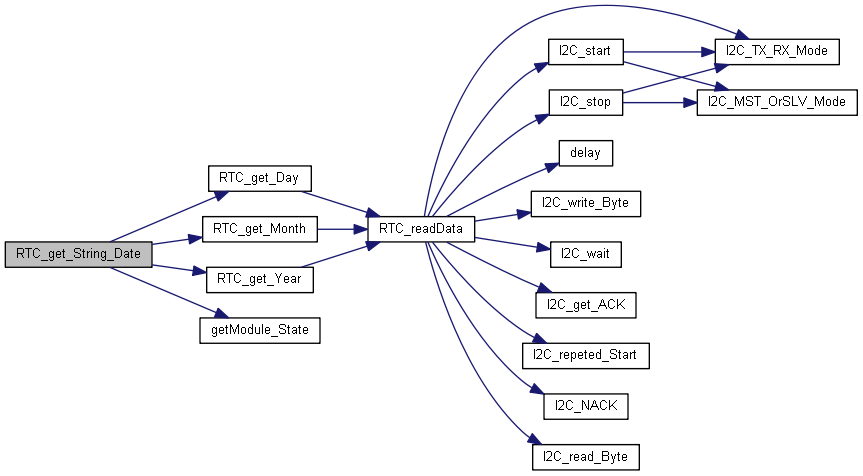 I2C_start
I2C_TX_RX_Mode
I2C_stop
I2C_MST_OrSLV_Mode
delay
RTC_get_Day
I2C_write_Byte
RTC_get_Month
RTC_readData
RTC_get_String_Date
I2C_wait
RTC_get_Year
I2C_get_ACK
getModule_State
I2C_repeted_Start
I2C_NACK
I2C_read_Byte